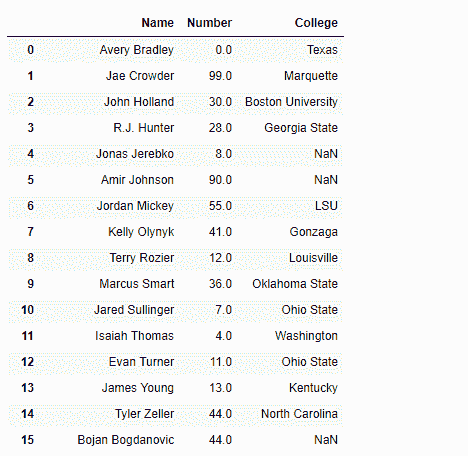 Name Number College
0 Avery Bradley 0.0 Texas
1 Jae Crowder 99.0 Marquette
2 John Holland 30.0 Boston University
3 R.J. Hunter 28.0 Georgia State
4 Jonas Jerebko 8.0 NaN
5 Amir Johnson 90.0 NaN
6 Jordan Mickey 55.0 LSU
7 Kelly Olynyk 41.0 Gonzaga
8 Terry Rozier 12.0 Louisville
9 Marcus Smart 36.0 Oklahoma State
10 Jared Sullinger 7.0 Ohio State
11 Isaiah Thomas 4.0 Washington
12 Evan Turner 11.0 Ohio State
13 James Young 13.0 Kentucky
14 Tyler Zeller 44.0 North Carolina
15 Bojan Bogdanovic 44.0 NaN